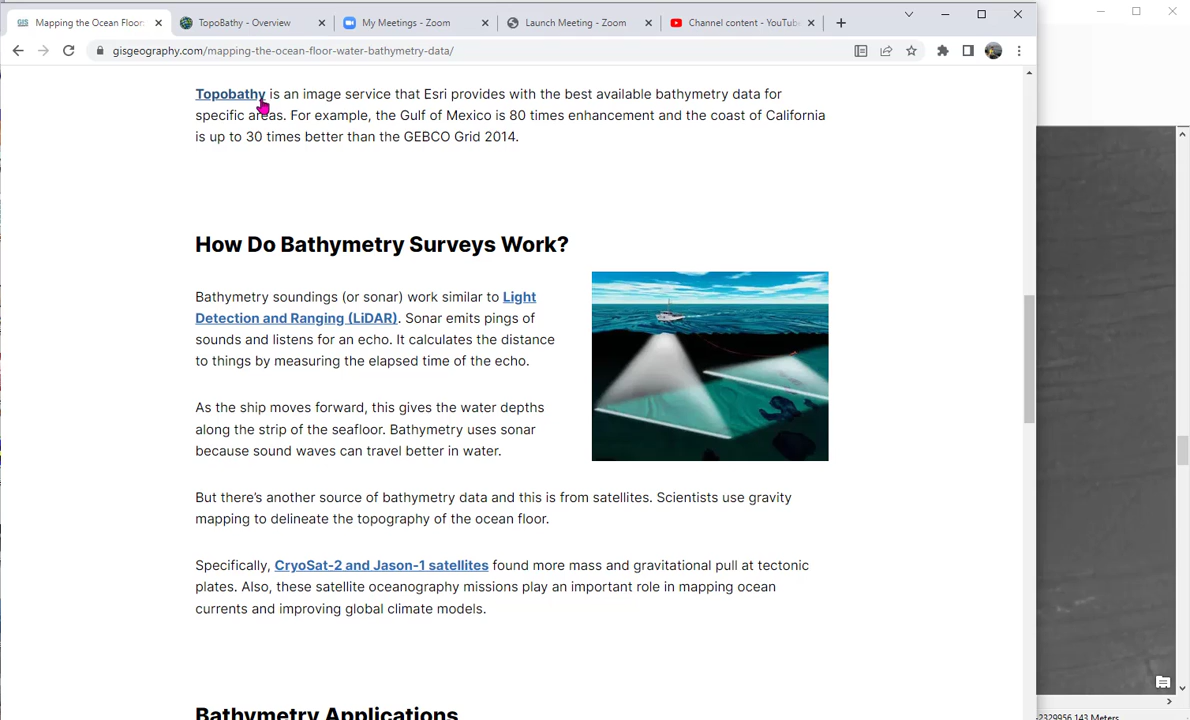 Mapping the Ocean Floor:
TopoBathy - Overview
My Meetings - Zoom
Launch Meeting - Zoom
Channel content - YouTube
gisgeography.com/mapping-the-ocean-floor-water-bathymetry-data/
Topobathy is an image service that Esri provides with the best available bathymetry data for
specific areas. For example, the Gulf of Mexico is 80 times enhancement and the coast of California
is up to 30 times better than the GEBCO Grid 2014.
How Do Bathymetry Surveys Work?
Bathymetry soundings (or sonar) work similar to Light
Detection and Ranging (LiDAR). Sonar emits pings of
sounds and listens for an echo. It calculates the distance
to things by measuring the elapsed time of the echo.
As the ship moves forward, this gives the water depths
along the strip of the seafloor. Bathymetry uses sonar
because sound waves can travel better in water.
But there's another source of bathymetry data and this is from satellites. Scientists use gravity
mapping to delineate the topography of the ocean floor.
Specifically, CryoSat-2 and Jason-1 satellites found more mass and gravitational pull at tectonic
plates. Also, these satellite oceanography missions play an important role in mapping ocean
currents and improving global climate models.
Bathymetry Applications
2329956.143 Meters